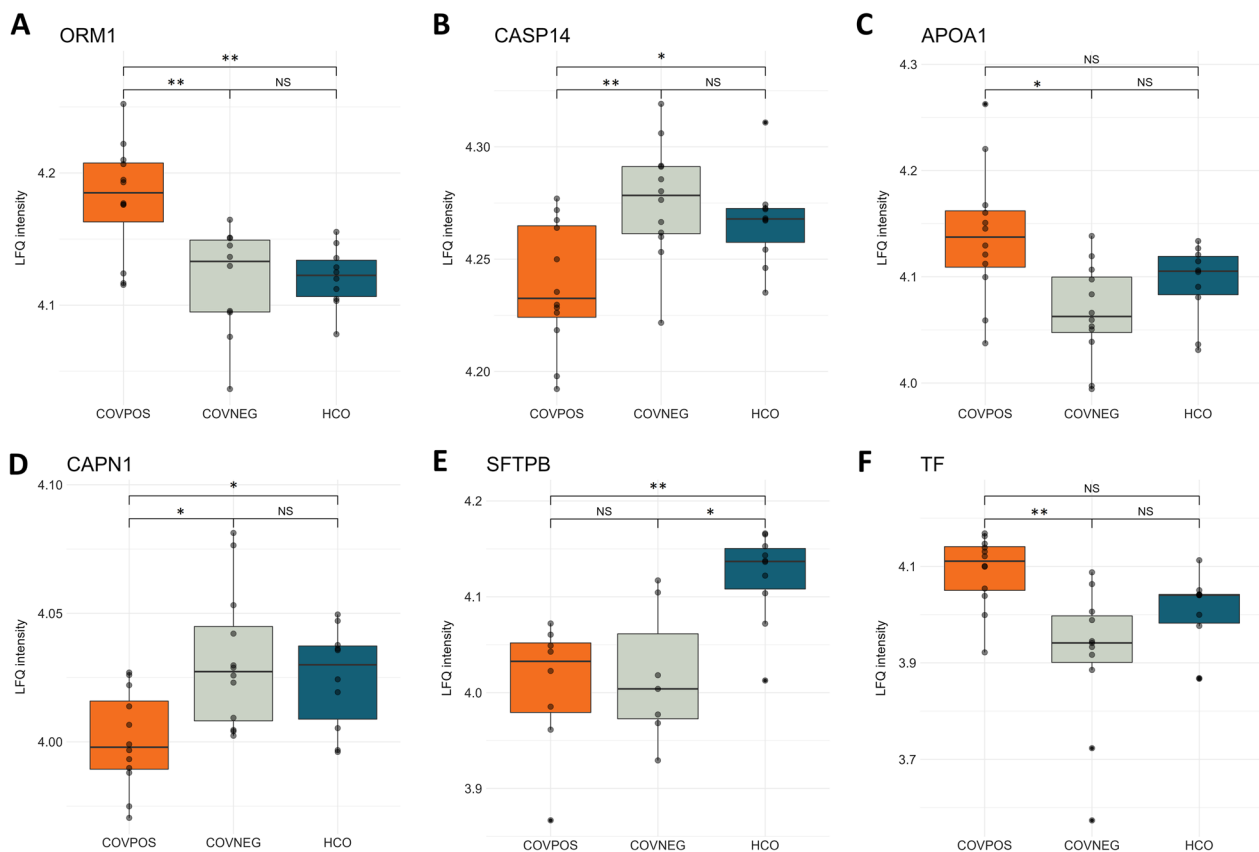 A ORM1
**
** NS
LFQ intensity
4.2
4.1
COVPOS COVNEG HCO
B CASP14
*
** NS
LFQ intensity
4.30
4.25
4.20
COVPOS COVNEG HCO
C APOA1
NS
* NS
LFQ intensity
4.3
4.2
4.1
4.0
COVPOS COVNEG HCO
D CAPN1
*
* NS
LFQ intensity
4.10
4.05
4.00
COVPOS COVNEG HCO
E SFTPB
**
NS *
LFQ intensity
4.2
4.1
4.0
3.9
COVPOS COVNEG HCO
F TF
NS
** NS
LFQ intensity
4.1
3.9
3.7
COVPOS COVNEG HCO